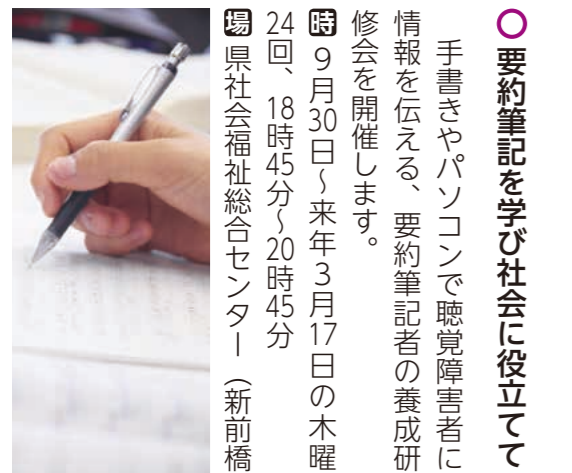 〇要約筆記を学び社会に役立てて
手書きやパソコンで聴覚障害者に
情報を伝える、要約筆記者の養成研
修会を開催します。
時９月30日～来年３月17日の木曜
24回、18時45分～20時45分
場県社会福祉総合センター（新前橋